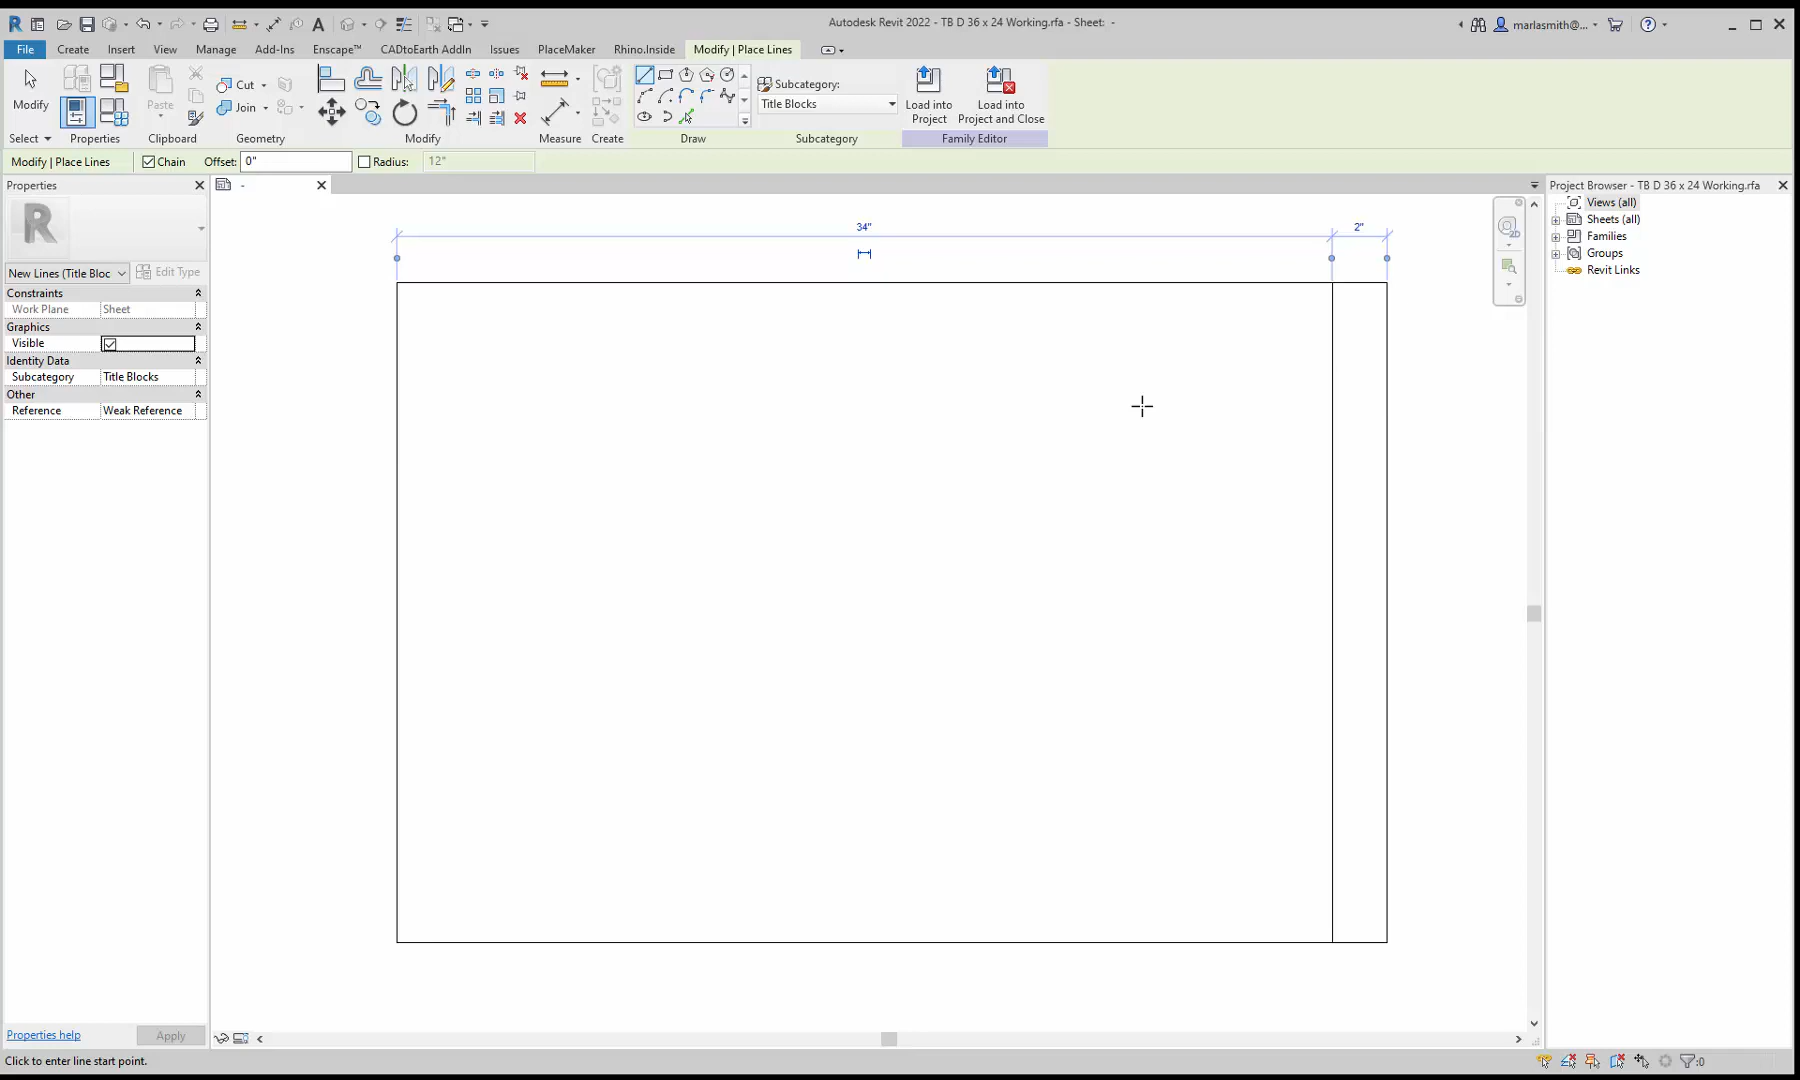 Autodesk Revit 2022 - TB D 36 x 24 Working.rfa - Sheet: -
marlasmith@...
File Create Insert View Manage Add-Ins Enscape™ CADtoEarth AddIn Issues PlaceMaker Rhino.Inside Modify | Place Lines
Modify
Paste
Cut
Join
Subcategory:
Title Blocks
Load into
Project
Load into
Project and Close
Select Properties Clipboard Geometry Modify Measure Create Draw Subcategory Family Editor
Modify | Place Lines Chain Offset: 0" Radius: 12"
Properties
-
Project Browser - TB D 36 x 24 Working.rfa
R
New Lines (Title Bloc
Edit Type
Constraints
Work Plane Sheet
Graphics
Visible
Identity Data
Subcategory Title Blocks
Other
Reference Weak Reference
34"
2"
2D
Views (all)
Sheets (all)
Families
Groups
Revit Links
Properties help
Apply
Click to enter line start point.
:0